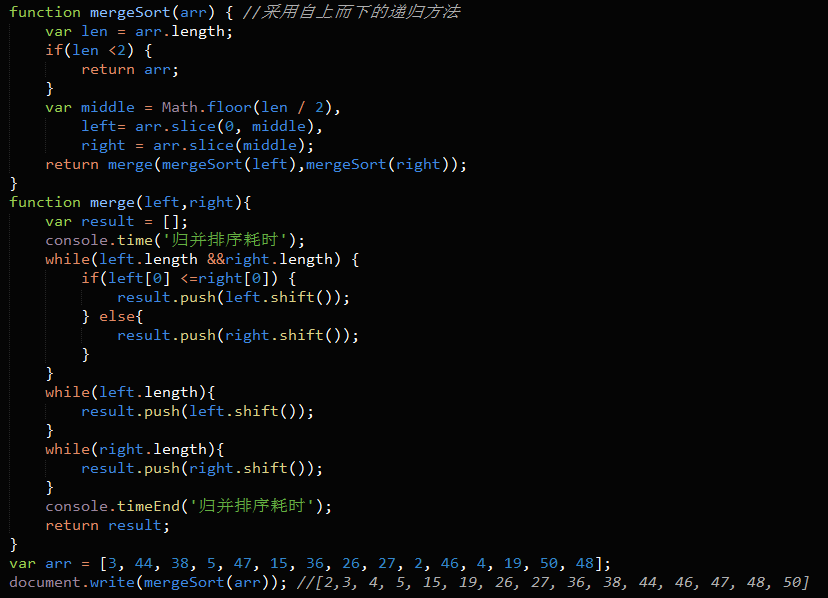 function mergeSort(arr) { //采用自上而下的递归方法
    var len = arr.length;
    if(len <2) {
        return arr;
    }
    var middle = Math.floor(len / 2),
        left= arr.slice(0, middle),
        right = arr.slice(middle);
    return merge(mergeSort(left),mergeSort(right));
}
function merge(left,right){
    var result = [];
    console.time('归并排序耗时');
    while(left.length &&right.length) {
        if(left[0] <=right[0]) {
            result.push(left.shift());
        } else{
            result.push(right.shift());
        }
    }
    while(left.length){
        result.push(left.shift());
    }
    while(right.length){
        result.push(right.shift());
    }
    console.timeEnd('归并排序耗时');
    return result;
}
var arr = [3, 44, 38, 5, 47, 15, 36, 26, 27, 2, 46, 4, 19, 50, 48];
document.write(mergeSort(arr)); //[2,3, 4, 5, 15, 19, 26, 27, 36, 38, 44, 46, 47, 48, 50]